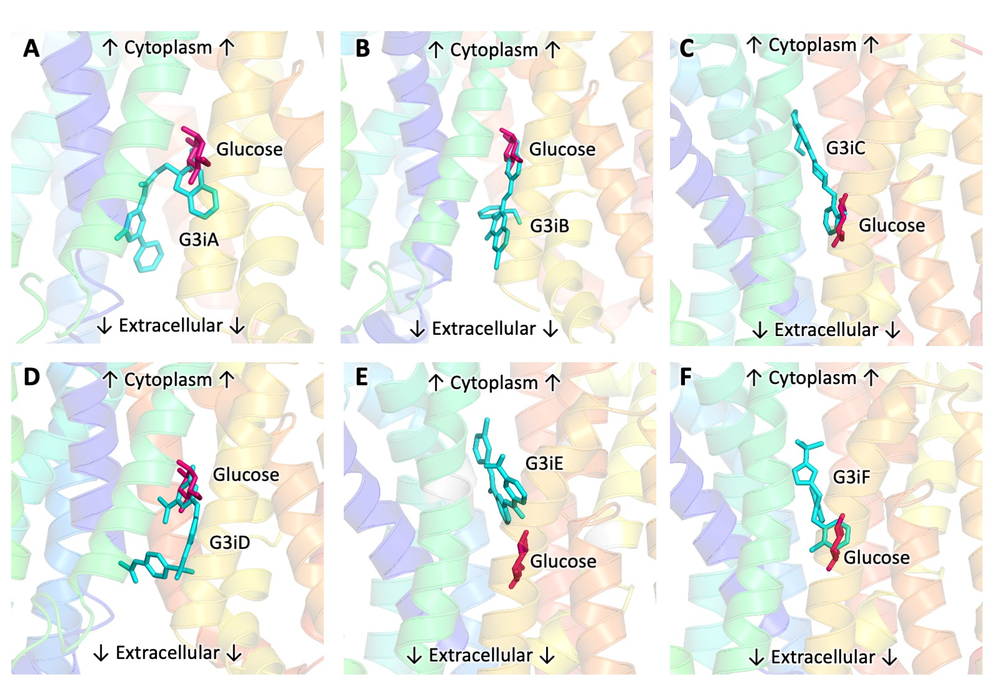 A ↑ Cytoplasm ↑
Glucose
G3iA
↓ Extracellular ↓
B ↑ Cytoplasm ↑
Glucose
G3iB
↓ Extracellular ↓
C ↑ Cytoplasm ↑
G3iC
Glucose
↓ Extracellular ↓
D ↑ Cytoplasm ↑
Glucose
G3iD
↓ Extracellular ↓
E ↑ Cytoplasm ↑
G3iE
Glucose
↓ Extracellular ↓
F ↑ Cytoplasm ↑
G3iF
Glucose
↓ Extracellular ↓